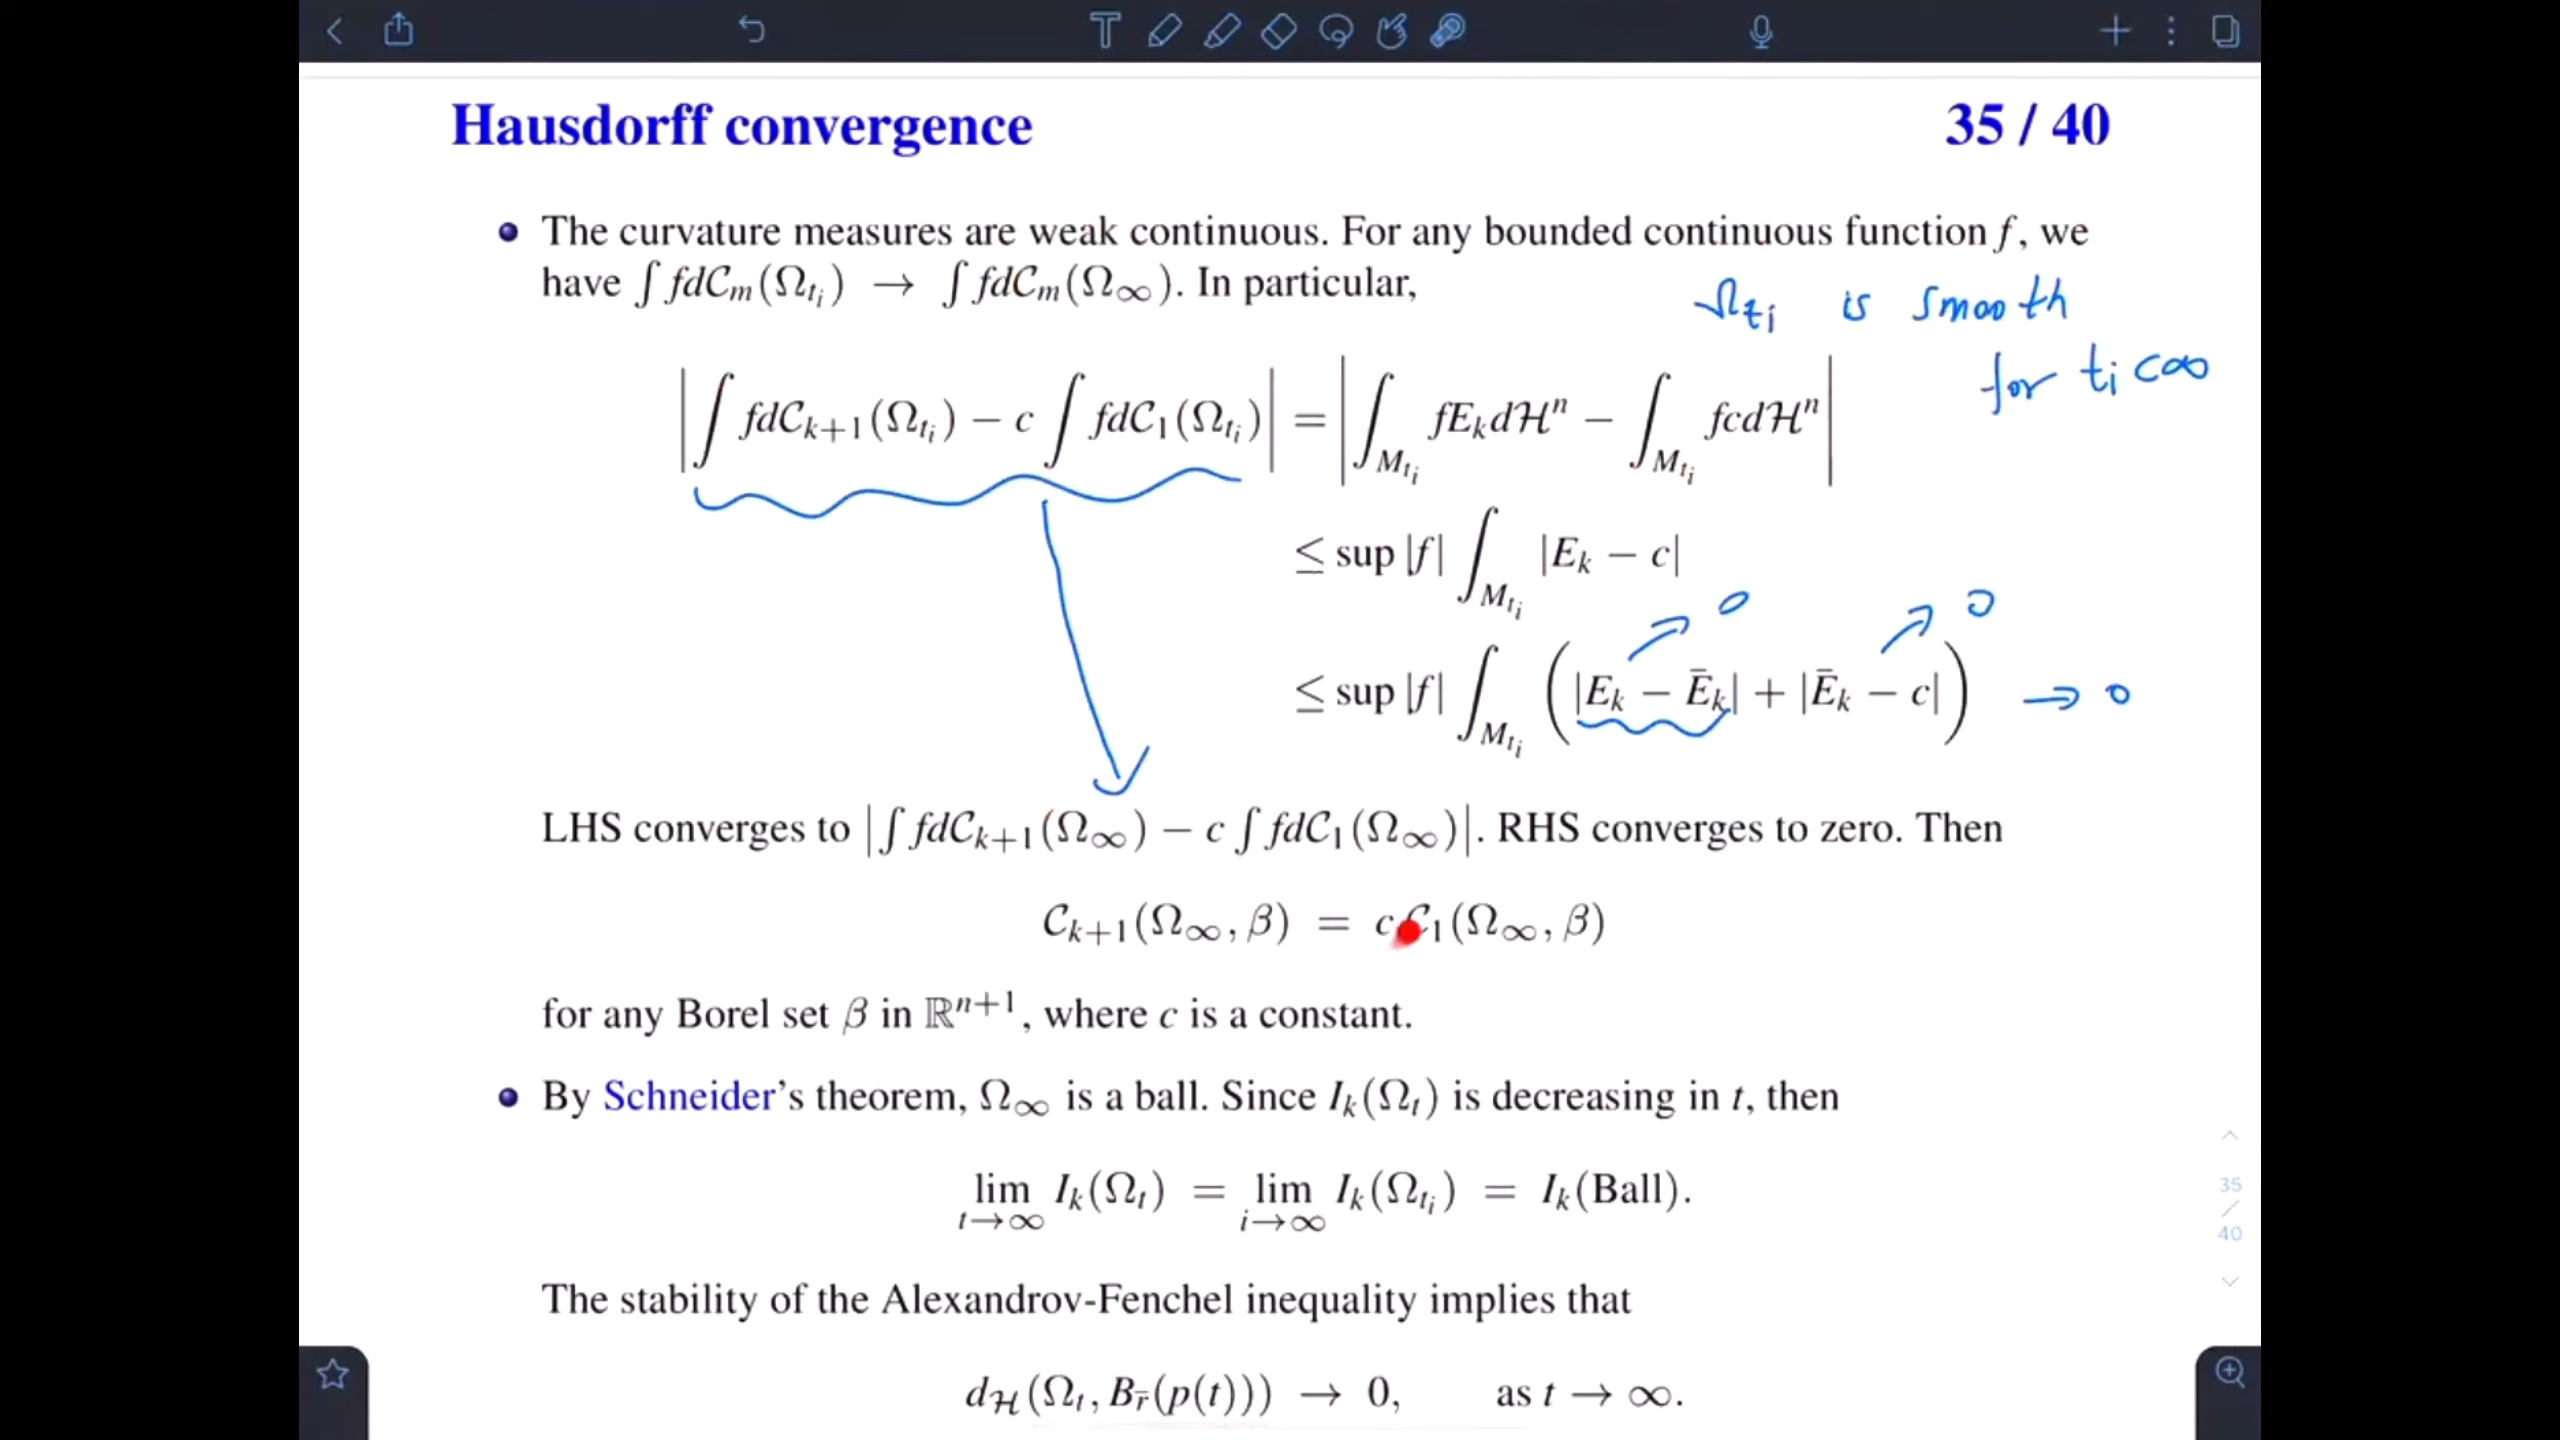 Hausdorff convergence 35 / 40
The curvature measures are weak continuous. For any bounded continuous function f, we
have ∫ fdC_m(Ω_{t_i}) → ∫ fdC_m(Ω_∞). In particular,
Ω_{t_i} is smooth
for t_i < ∞
|∫ fdC_{k+1}(Ω_{t_i}) − c ∫ fdC_1(Ω_{t_i})| = |∫_{M_{t_i}} fE_k dH^n − ∫_{M_{t_i}} fcdH^n|
≤ sup |f| ∫_{M_{t_i}} |E_k − c|
0 0
≤ sup |f| ∫_{M_{t_i}} (|E_k − Ē_k| + |Ē_k − c|) → 0
LHS converges to |∫ fdC_{k+1}(Ω_∞) − c ∫ fdC_1(Ω_∞)|. RHS converges to zero. Then
C_{k+1}(Ω_∞, β) = cC_1(Ω_∞, β)
for any Borel set β in ℝ^{n+1}, where c is a constant.
By Schneider's theorem, Ω_∞ is a ball. Since I_k(Ω_t) is decreasing in t, then
lim_{t→∞} I_k(Ω_t) = lim_{i→∞} I_k(Ω_{t_i}) = I_k(Ball).
The stability of the Alexandrov-Fenchel inequality implies that
d_H(Ω_t, B_r̄(p(t))) → 0, as t → ∞.
35
/
40